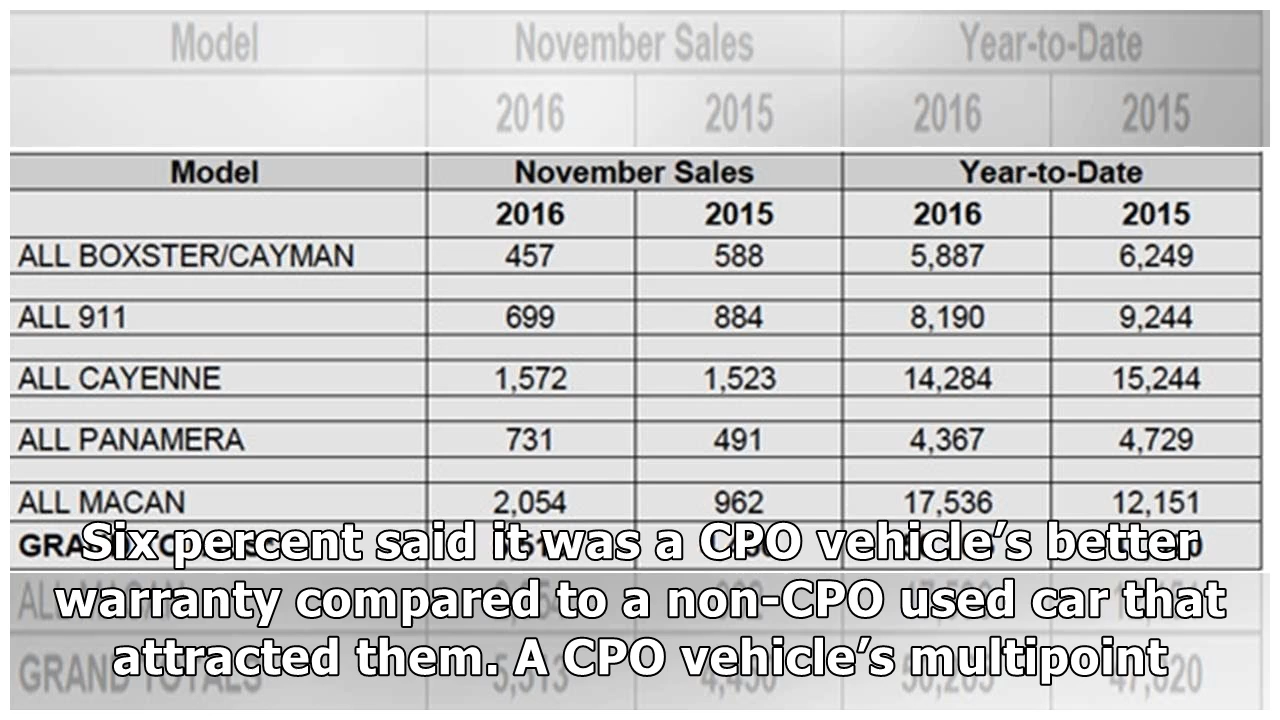 Model November Sales Year-to-Date
2016 2015 2016 2015
Model November Sales Year-to-Date
2016 2015 2016 2015
ALL BOXSTER/CAYMAN 457 588 5,887 6,249
ALL 911 699 884 8,190 9,244
ALL CAYENNE 1,572 1,523 14,284 15,244
ALL PANAMERA 731 491 4,367 4,729
ALL MACAN 2,054 962 17,536 12,151
Six percent said it was a CPO vehicle’s better
warranty compared to a non-CPO used car that
attracted them. A CPO vehicle’s multipoint
GRAND TOTALS 5,513